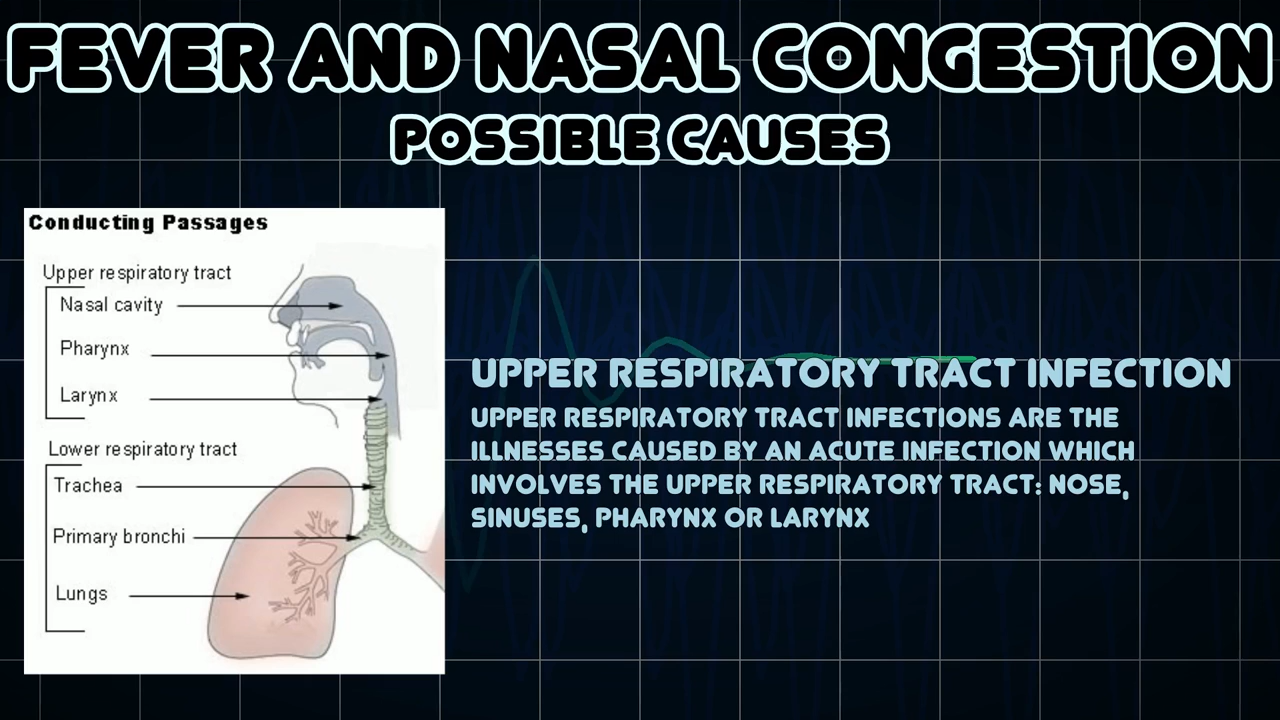 FEVER AND NASAL CONGESTION
POSSIBLE CAUSES
Conducting Passages
Upper respiratory tract
Nasal cavity
Pharynx
Larynx
Lower respiratory tract
Trachea
Primary bronchi
Lungs
UPPER RESPIRATORY TRACT INFECTION
UPPER RESPIRATORY TRACT INFECTIONS ARE THE
ILLNESSES CAUSED BY AN ACUTE INFECTION WHICH
INVOLVES THE UPPER RESPIRATORY TRACT: NOSE,
SINUSES, PHARYNX OR LARYNX